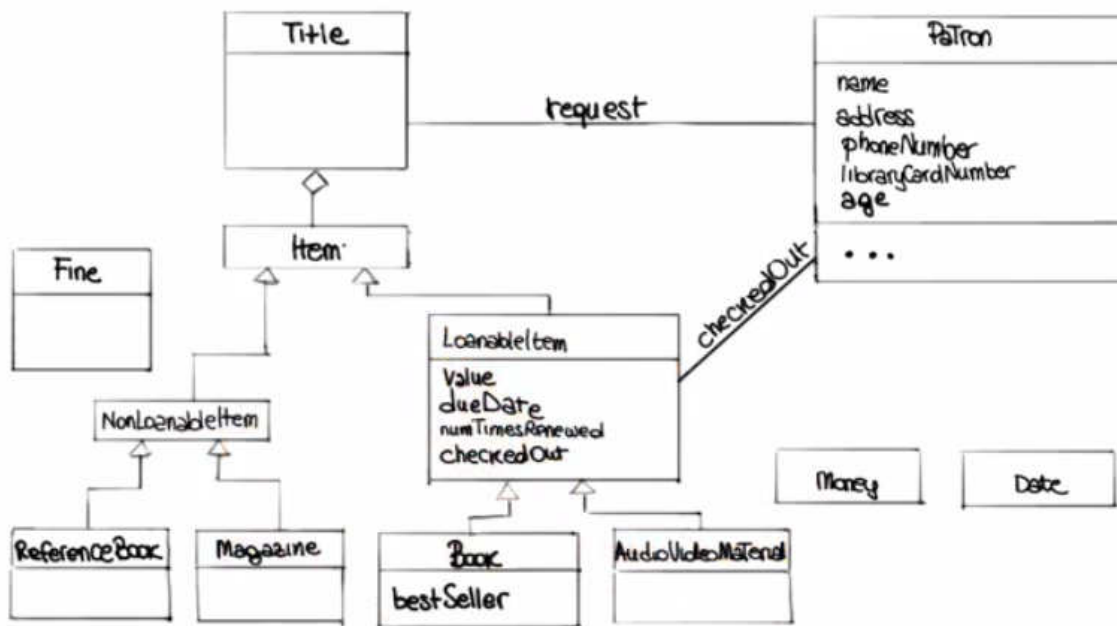 Title
Patron
name
address
phoneNumber
libraryCardNumber
age
...
request
Item
Fine
checkedOut
LoanableItem
Value
dueDate
numTimesRenewed
checkedOut
NonLoanableItem
Money
Date
ReferenceBook
Magazine
Book
bestSeller
AudioVideoMaterial